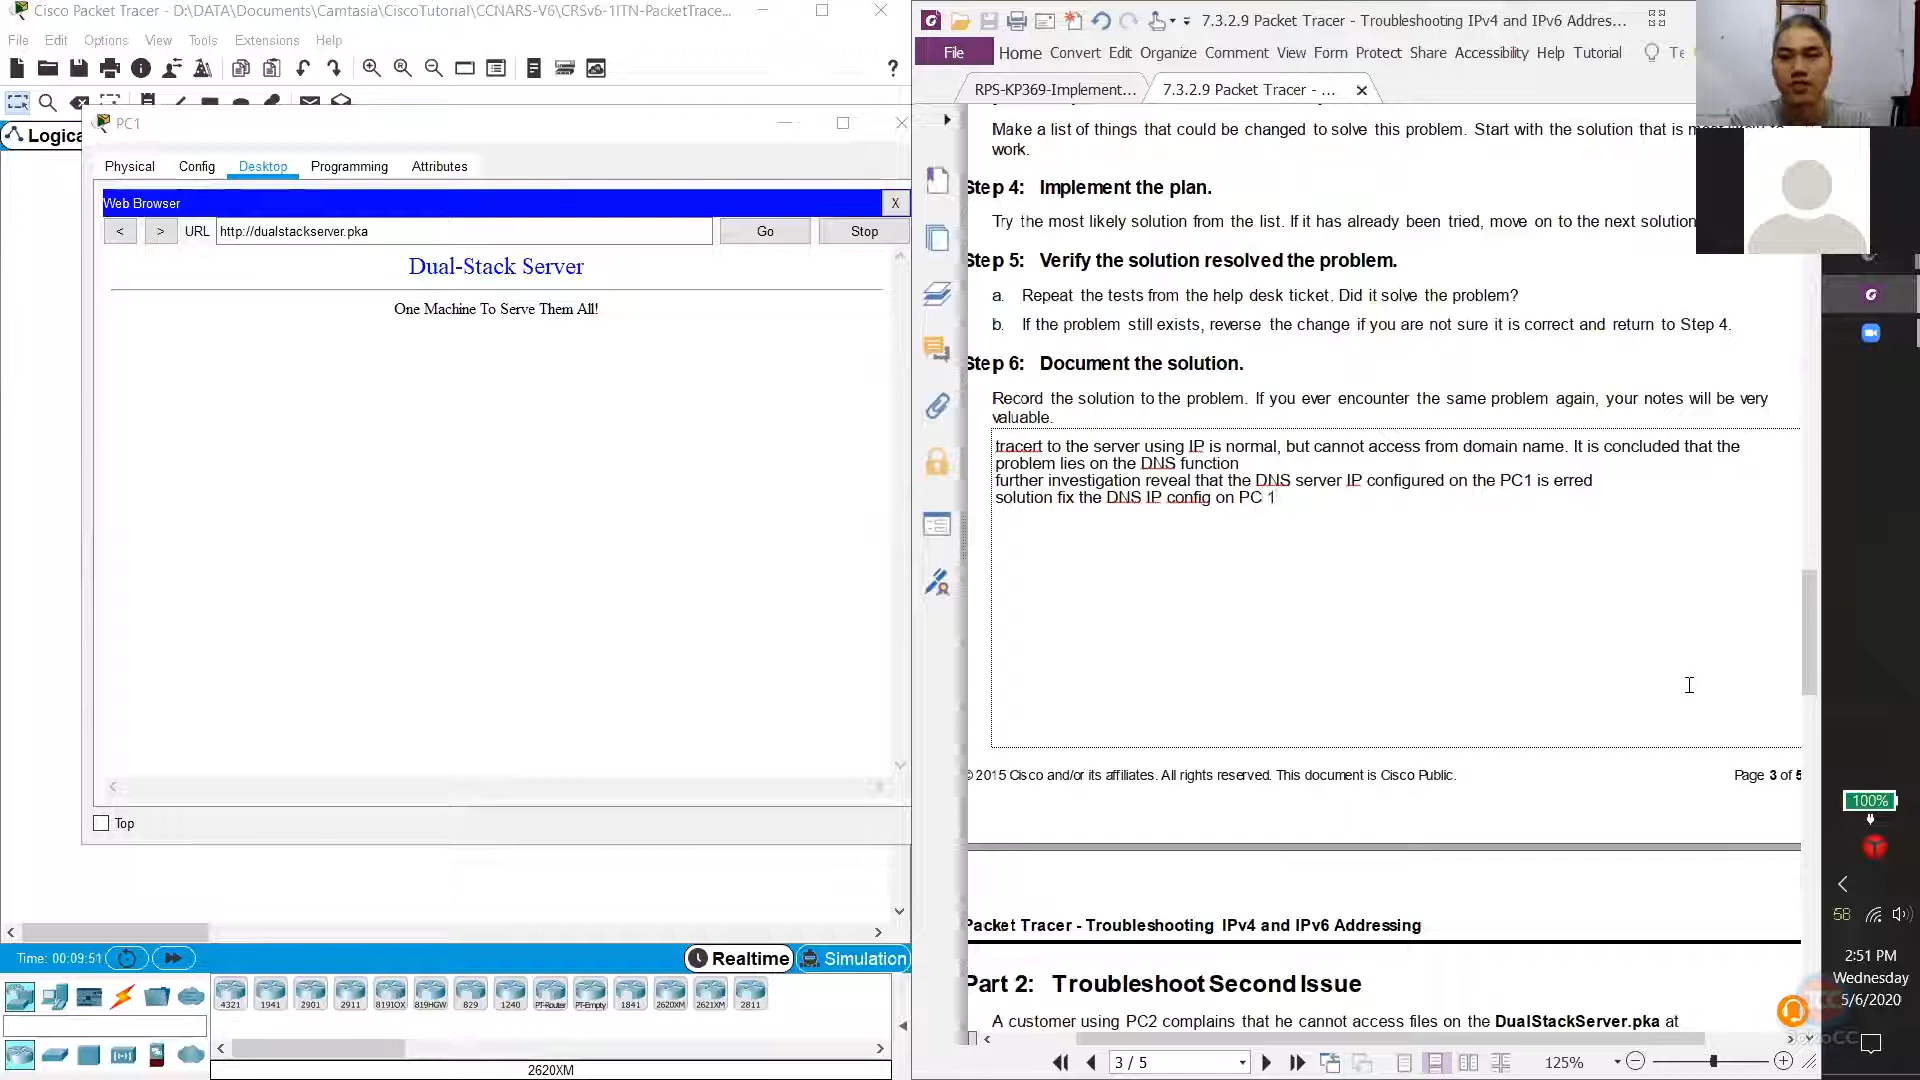 Cisco Packet Tracer - D:\DATA\Documents\Camtasia\CiscoTutorial\CCNARS-V6\CRSv6-1ITN-PacketTrace...
File Edit Options View Tools Extensions Help
?
Logica
PC1
Physical Config Desktop Programming Attributes
Web Browser
X
< > URL http://dualstackserver.pka Go Stop
Dual-Stack Server
One Machine To Serve Them All!
Top
Time: 00:09:51
Realtime Simulation
4321 1941 2901 2911 819IOX 819HGW 829 1240 PT-Router PT-Empty 1841 2620XM 2621XM 2811
2620XM
7.3.2.9 Packet Tracer - Troubleshooting IPv4 and IPv6 Addres...
File Home Convert Edit Organize Comment View Form Protect Share Accessibility Help Tutorial Te
RPS-KP369-Implement...
7.3.2.9 Packet Tracer - ...
Make a list of things that could be changed to solve this problem. Start with the solution that is
work.
Step 4: Implement the plan.
Try the most likely solution from the list. If it has already been tried, move on to the next solution
Step 5: Verify the solution resolved the problem.
a. Repeat the tests from the help desk ticket. Did it solve the problem?
b. If the problem still exists, reverse the change if you are not sure it is correct and return to Step 4.
Step 6: Document the solution.
Record the solution to the problem. If you ever encounter the same problem again, your notes will be very
valuable.
tracert to the server using IP is normal, but cannot access from domain name. It is concluded that the
problem lies on the DNS function
further investigation reveal that the DNS server IP configured on the PC1 is erred
solution fix the DNS IP config on PC 1
© 2015 Cisco and/or its affiliates. All rights reserved. This document is Cisco Public.
Page 3 of 5
Packet Tracer - Troubleshooting IPv4 and IPv6 Addressing
Part 2: Troubleshoot Second Issue
A customer using PC2 complains that he cannot access files on the DualStackServer.pka at
3 / 5
125%
100%
58
2:51 PM
Wednesday
5/6/2020